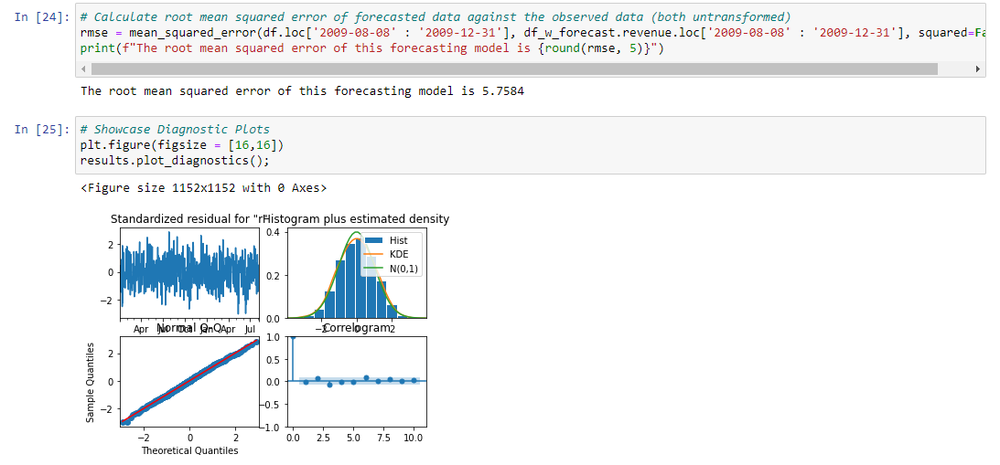 In [24]: # Calculate root mean squared error of forecasted data against the observed data (both untransformed)
rmse = mean_squared_error(df.loc['2009-08-08' : '2009-12-31'], df_w_forecast.revenue.loc['2009-08-08' : '2009-12-31'], squared=Fa
print(f"The root mean squared error of this forecasting model is {round(rmse, 5)}")
The root mean squared error of this forecasting model is 5.7584
In [25]: # Showcase Diagnostic Plots
plt.figure(figsize = [16,16])
results.plot_diagnostics();
<Figure size 1152x1152 with 0 Axes>
Standardized residual for "r"
2
0
−2
Apr Jul Oct Jan Apr Jul
Histogram plus estimated density
0.4
0.2
0.0
Hist
KDE
N(0,1)
−2 0 2
Normal Q-Q
Sample Quantiles
2
0
−2
−2 0 2
Theoretical Quantiles
Correlogram
1.0
0.5
0.0
−0.5
−1.0
0.0 2.5 5.0 7.5 10.0